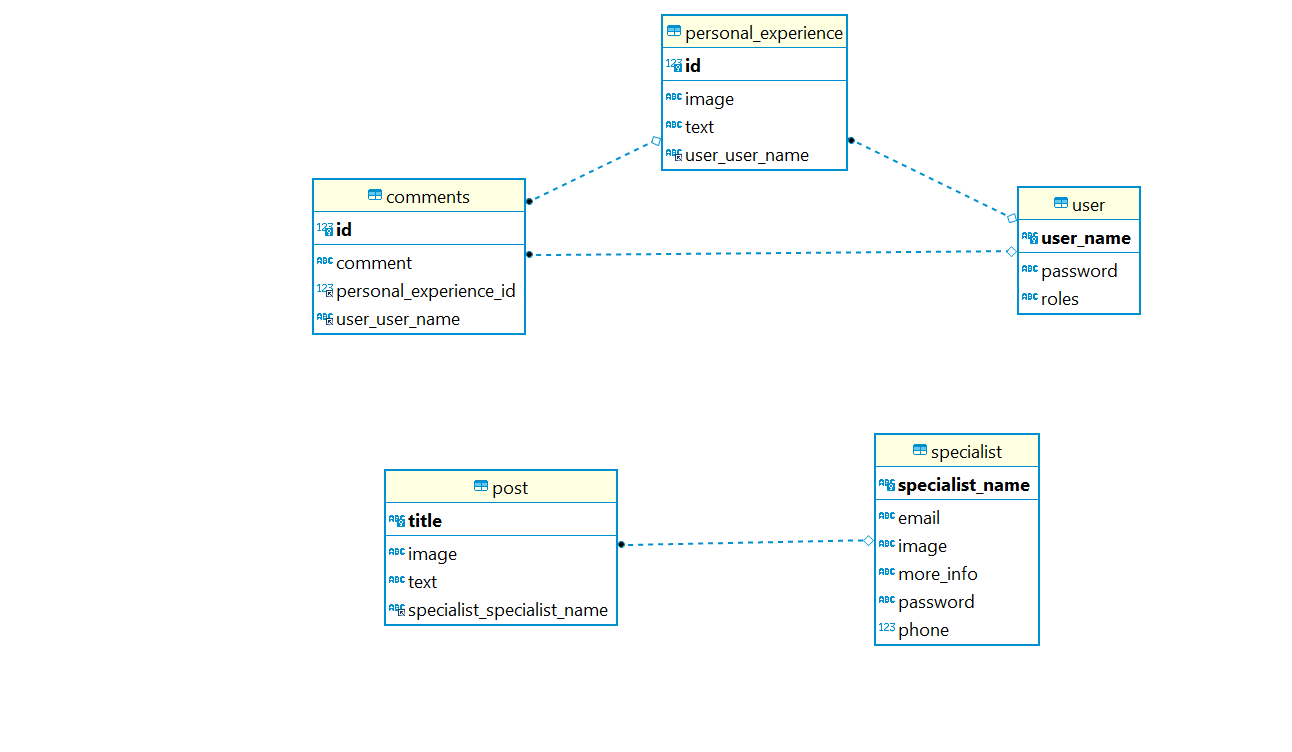 personal_experience
123 id
ABC image
ABC text
ABC user_user_name
comments
123 id
ABC comment
123 personal_experience_id
ABC user_user_name
user
ABC user_name
ABC password
ABC roles
post
ABC title
ABC image
ABC text
ABC specialist_specialist_name
specialist
ABC specialist_name
ABC email
ABC image
ABC more_info
ABC password
123 phone